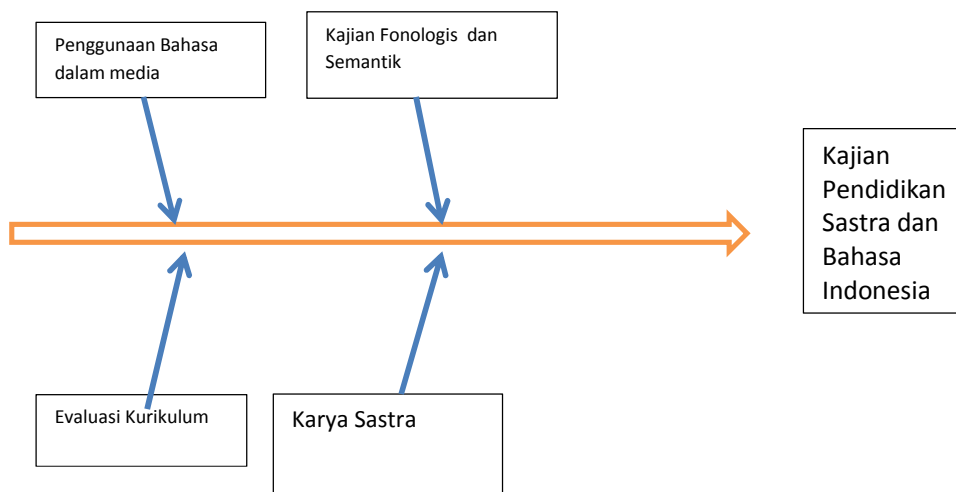 Penggunaan Bahasa
dalam media
Kajian Fonologis dan
Semantik
Kajian
Pendidikan
Sastra dan
Bahasa
Indonesia
Evaluasi Kurikulum
Karya Sastra